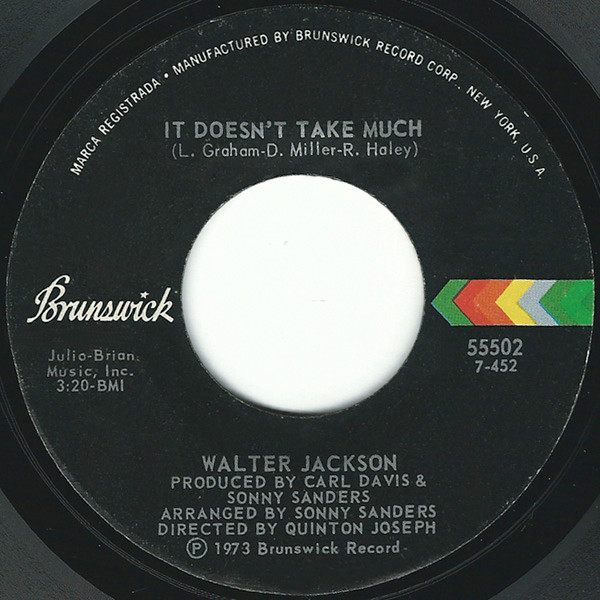 MARCA REGISTRADA • MANUFACTURED BY BRUNSWICK RECORD CORP., NEW YORK, U.S.A.
IT DOESN'T TAKE MUCH
(L. Graham-D. Miller-R. Haley)
Brunswick
Julio-Brian
Music, Inc.
3:20-BMI
55502
7-452
WALTER JACKSON
PRODUCED BY CARL DAVIS &
SONNY SANDERS
ARRANGED BY SONNY SANDERS
DIRECTED BY QUINTON JOSEPH
Ⓟ 1973 Brunswick Record